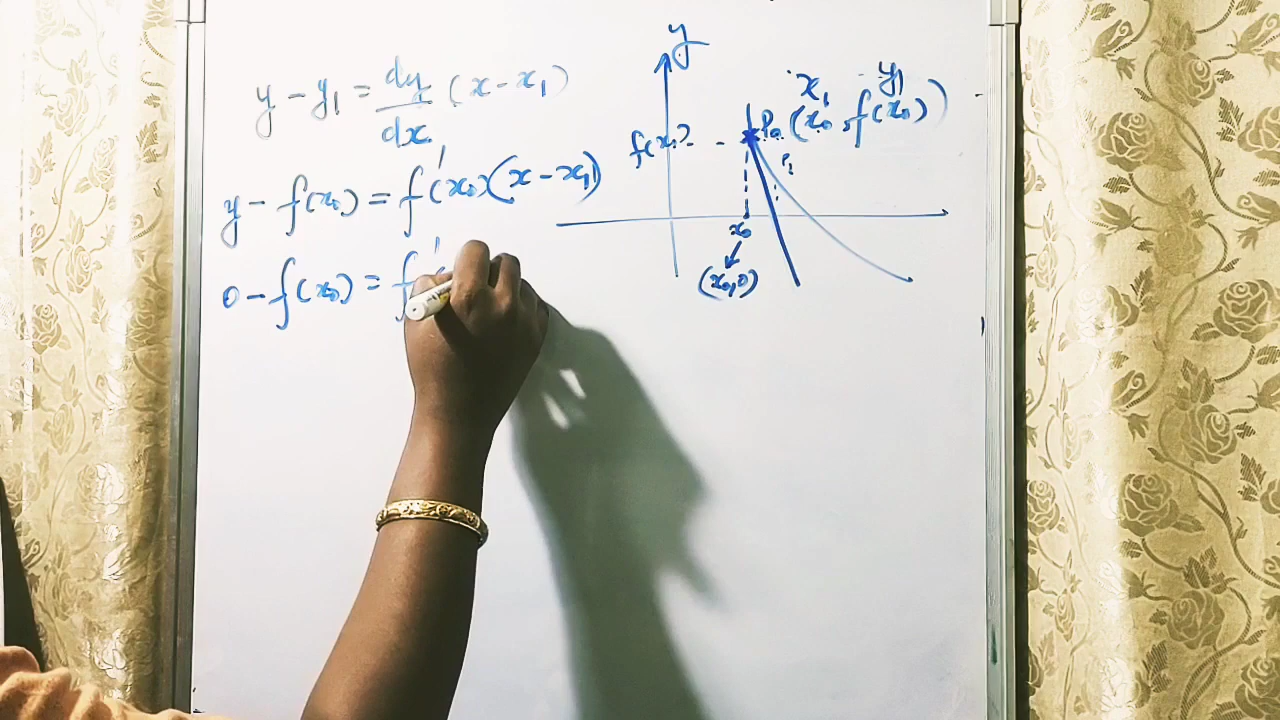 y - y₁ = dy/dx (x - x₁)
y - f(x₀) = f'(x₀)(x - x₁)
0 - f(x₀) = f'(
y
x₁ y₁
P₀ (x₀, f(x₀))
f(x₀)
x₀
(x₀,0)